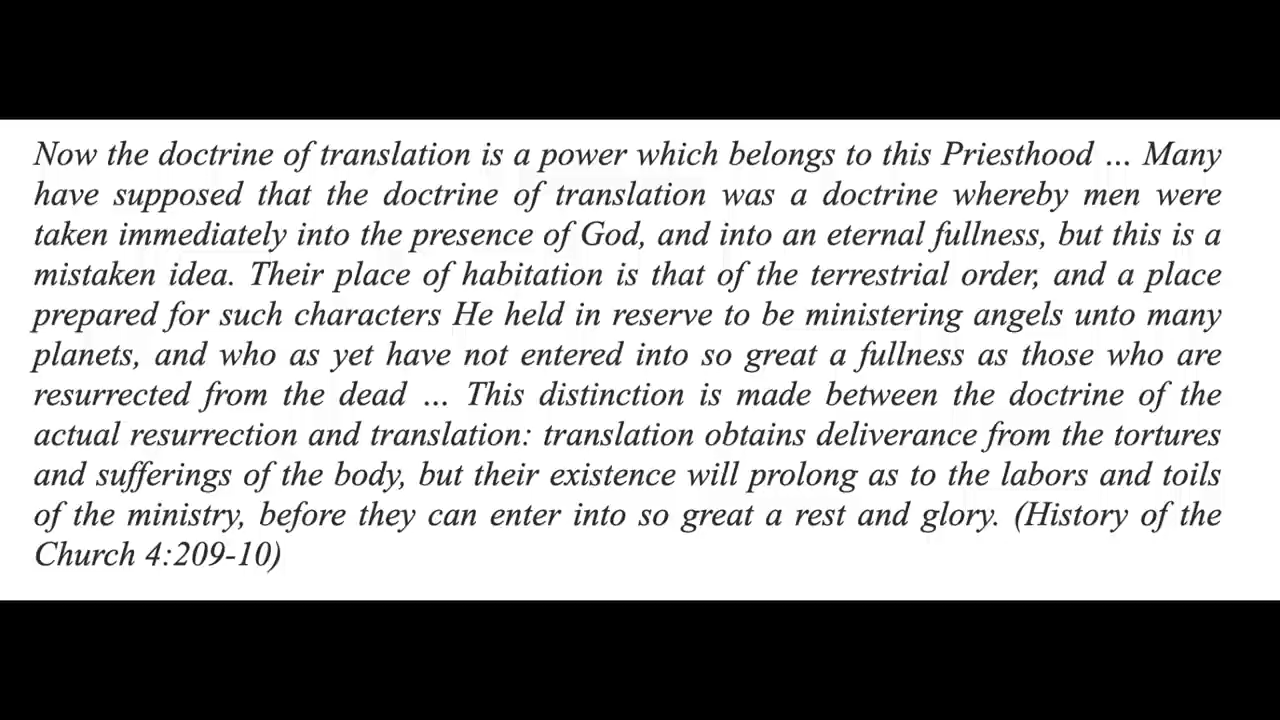 Now the doctrine of translation is a power which belongs to this Priesthood ... Many
have supposed that the doctrine of translation was a doctrine whereby men were
taken immediately into the presence of God, and into an eternal fullness, but this is a
mistaken idea. Their place of habitation is that of the terrestrial order, and a place
prepared for such characters He held in reserve to be ministering angels unto many
planets, and who as yet have not entered into so great a fullness as those who are
resurrected from the dead ... This distinction is made between the doctrine of the
actual resurrection and translation: translation obtains deliverance from the tortures
and sufferings of the body, but their existence will prolong as to the labors and toils
of the ministry, before they can enter into so great a rest and glory. (History of the
Church 4:209-10)